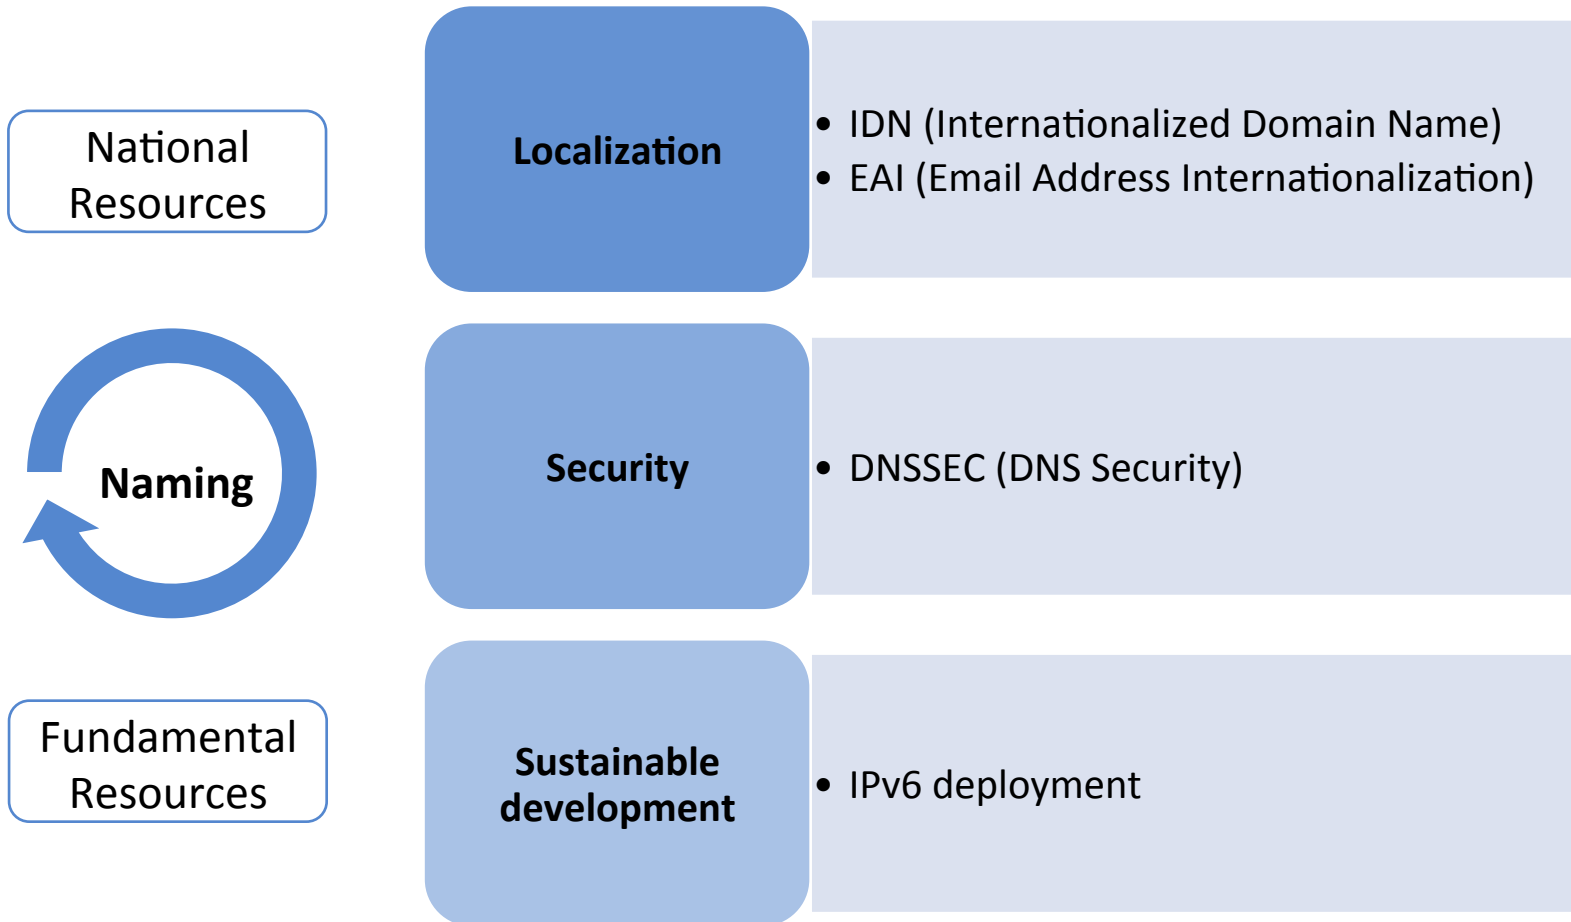 National
Resources
Naming
Fundamental
Resources
Localization
• IDN (Internationalized Domain Name)
• EAI (Email Address Internationalization)
Security
• DNSSEC (DNS Security)
Sustainable
development
• IPv6 deployment